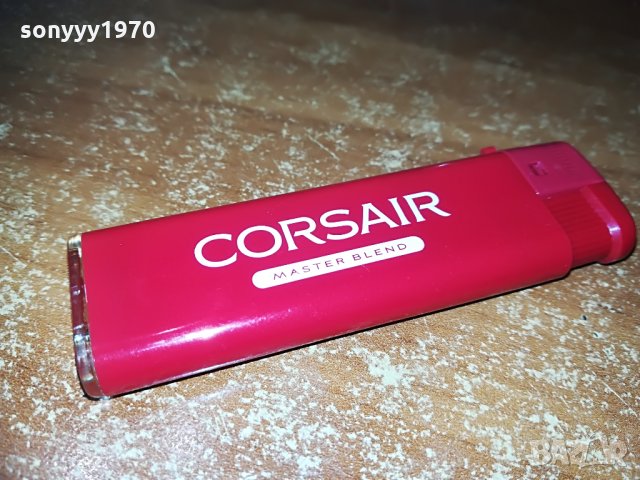 sonyyy1970
CORSAIR
MASTER BLEND
BAZAR